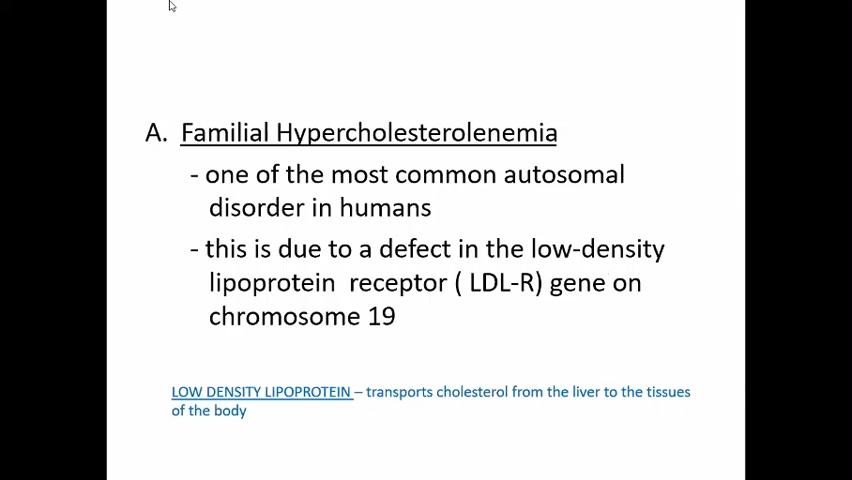 A. Familial Hypercholesterolenemia
- one of the most common autosomal
disorder in humans
- this is due to a defect in the low-density
lipoprotein receptor ( LDL-R) gene on
chromosome 19
LOW DENSITY LIPOPROTEIN – transports cholesterol from the liver to the tissues
of the body